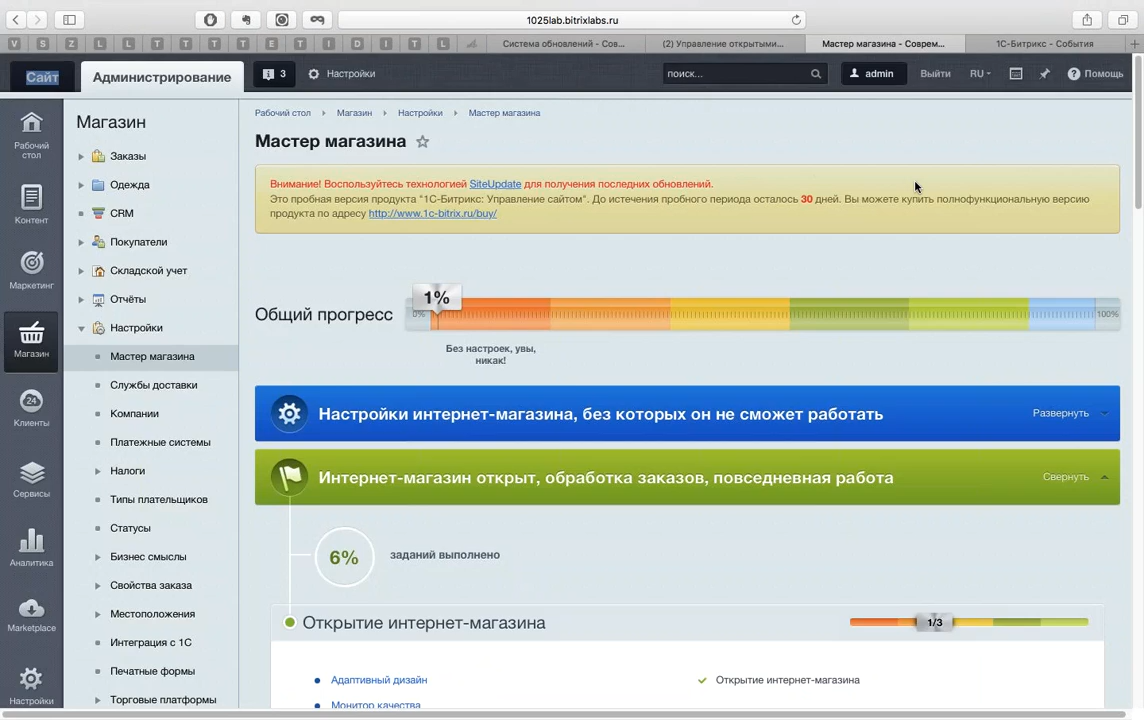 1025lab.bitrixlabs.ru
V S Z L L T T T T E T I D I T L
Система обновлений - Сов...
(2) Управление открытыми...
Мастер магазина - Соврем...
1С-Битрикс - События
Сайт
Администрирование
3
Настройки
поиск...
admin
Выйти
RU
Помощь
Рабочий
стол
Контент
Маркетинг
Магазин
24
Клиенты
Сервисы
Аналитика
Marketplace
Настройки
Магазин
Заказы
Одежда
CRM
Покупатели
Складской учет
Отчёты
Настройки
Мастер магазина
Службы доставки
Компании
Платежные системы
Налоги
Типы плательщиков
Статусы
Бизнес смыслы
Свойства заказа
Местоположения
Интеграция с 1С
Печатные формы
Торговые платформы
Рабочий стол Магазин Настройки Мастер магазина
Мастер магазина
Внимание! Воспользуйтесь технологией SiteUpdate для получения последних обновлений.
Это пробная версия продукта "1С-Битрикс: Управление сайтом". До истечения пробного периода осталось 30 дней. Вы можете купить полнофункциональную версию
продукта по адресу http://www.1c-bitrix.ru/buy/
Общий прогресс
0%
1%
100%
Без настроек, увы,
никак!
Настройки интернет-магазина, без которых он не сможет работать
Развернуть
Интернет-магазин открыт, обработка заказов, повседневная работа
Свернуть
6%
заданий выполнено
Открытие интернет-магазина
1/3
Адаптивный дизайн
Открытие интернет-магазина
Монитор качества